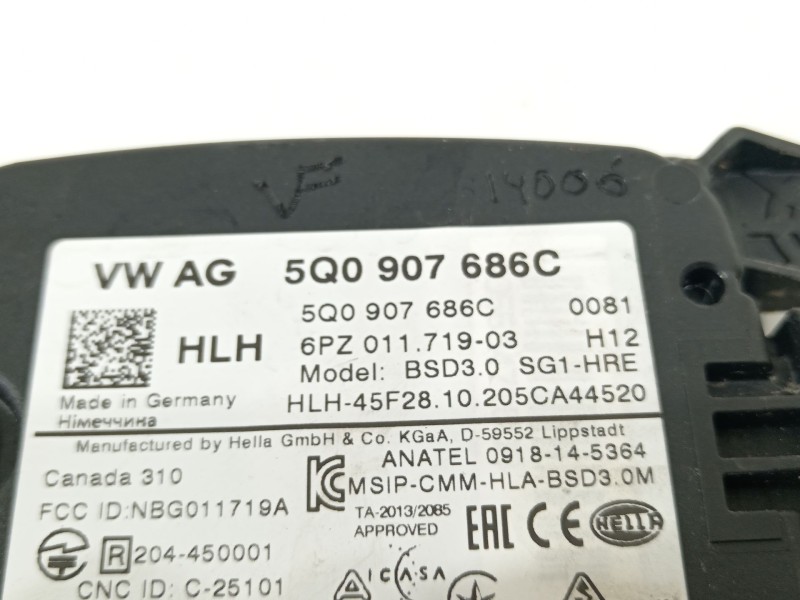 14006
VW AG 5Q0 907 686C
5Q0 907 686C 0081
HLH 6PZ 011.719-03 H12
Model: BSD3.0 SG1-HRE
Made in Germany HLH-45F28.10.205CA44520
Німеччина
Manufactured by Hella GmbH & Co. KGaA, D-59552 Lippstadt
Canada 310 ANATEL 0918-14-5364
MSIP-CMM-HLA-BSD3.0M
FCC ID:NBG011719A TA-2013/2085
APPROVED
EAC CE HELLA
R 204-450001
ICASA
CNC ID: C-25101